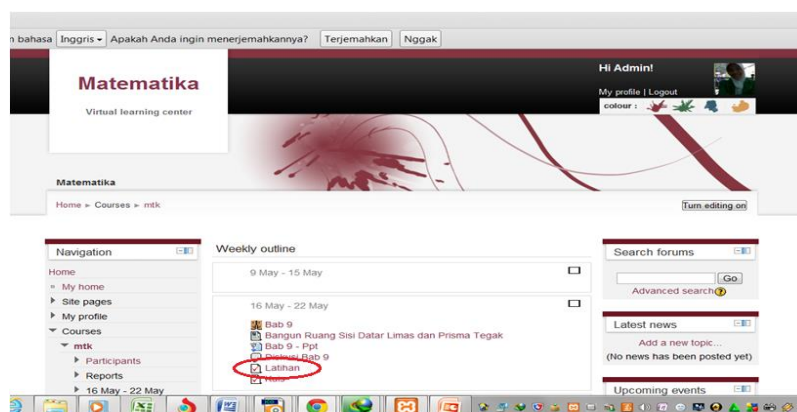 n bahasa Inggris Apakah Anda ingin menerjemahkannya? Terjemahkan Nggak
Matematika
Virtual learning center
Hi Admin!
My profile | Logout
colour :
Matematika
Home ► Courses ► mtk
Turn editing on
Navigation
Home
My home
Site pages
My profile
Courses
mtk
Participants
Reports
16 May - 22 May
Weekly outline
9 May - 15 May
16 May - 22 May
Bab 9
Bangun Ruang Sisi Datar Limas dan Prisma Tegak
Bab 9 - Ppt
Diskusi Bab 9
Latihan
Kuis
Search forums
Go
Advanced search
Latest news
Add a new topic...
(No news has been posted yet)
Upcoming events